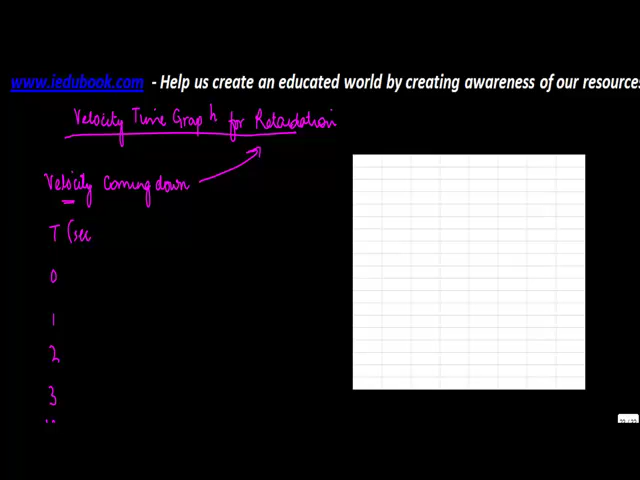 www.iedubook.com - Help us create an educated world by creating awareness of our resources
Velocity Time Graph for Retardation
Velocity Coming down
T (sec
0
1
2
3